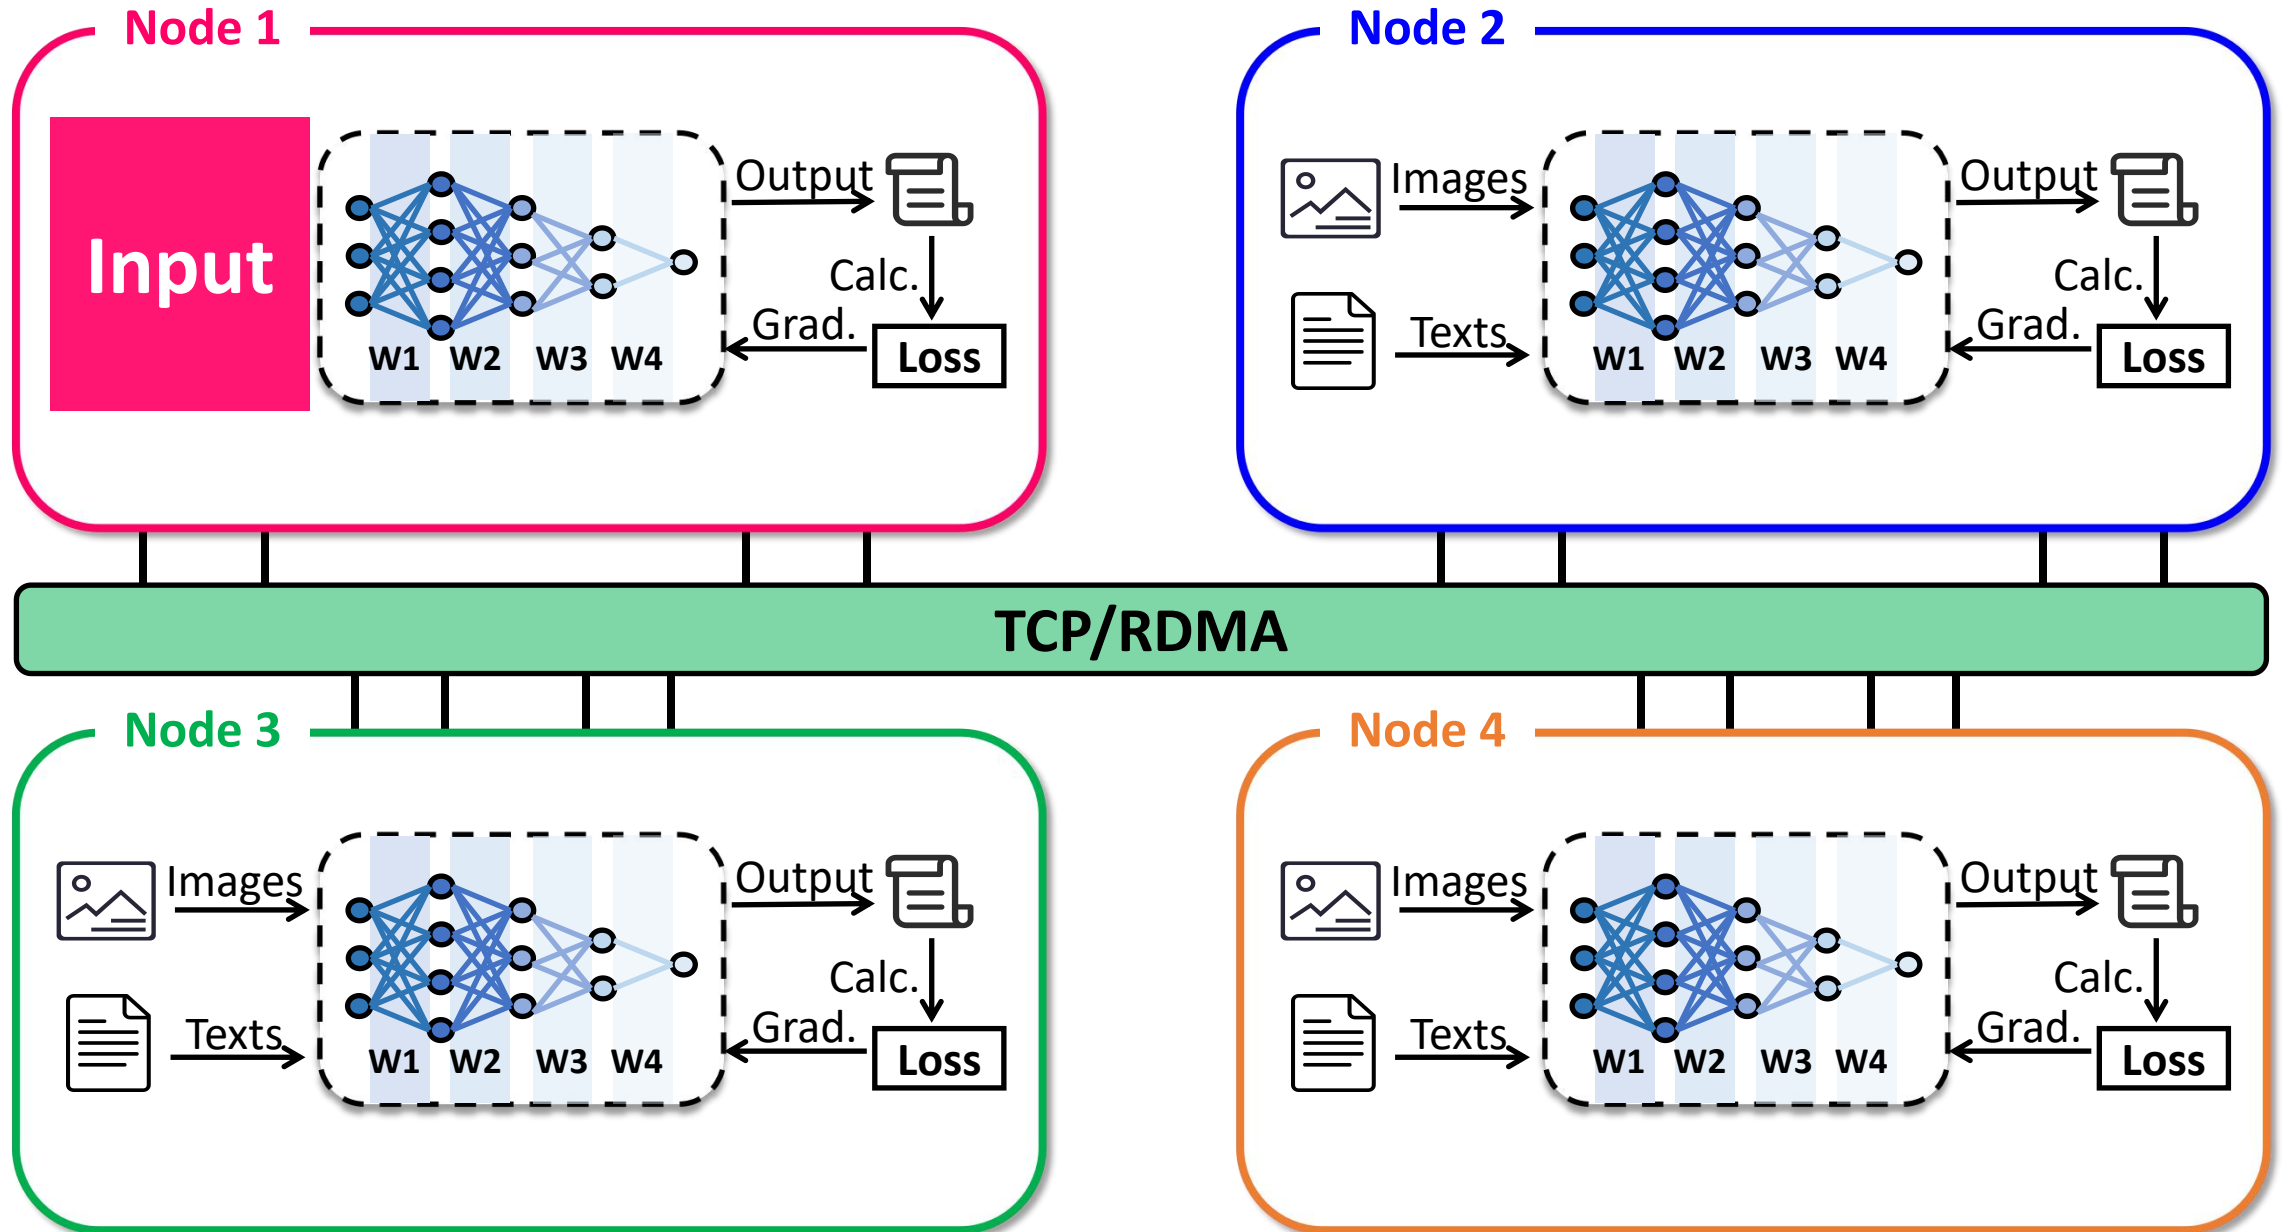 Node 1
Input
W1 W2 W3 W4
Output
Calc.
Grad.
Loss
Node 2
Images
Texts
W1 W2 W3 W4
Output
Calc.
Grad.
Loss
TCP/RDMA
Node 3
Images
Texts
W1 W2 W3 W4
Output
Calc.
Grad.
Loss
Node 4
Images
Texts
W1 W2 W3 W4
Output
Calc.
Grad.
Loss